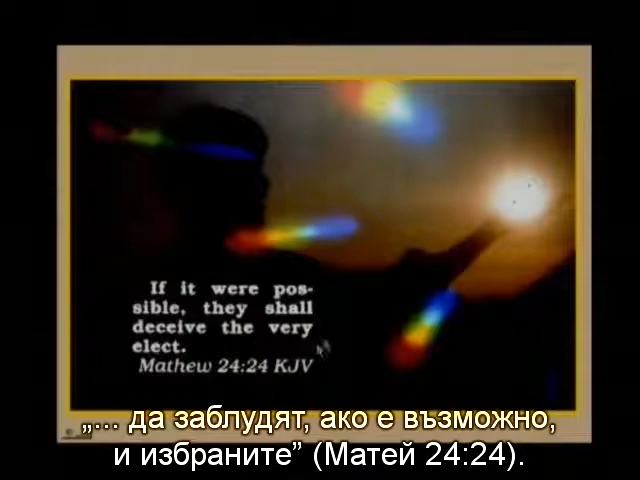 If it were pos-
sible, they shall
deceive the very
elect.
Mathew 24:24 KJV
„... да заблудят, ако е възможно,
и избраните” (Матей 24:24).